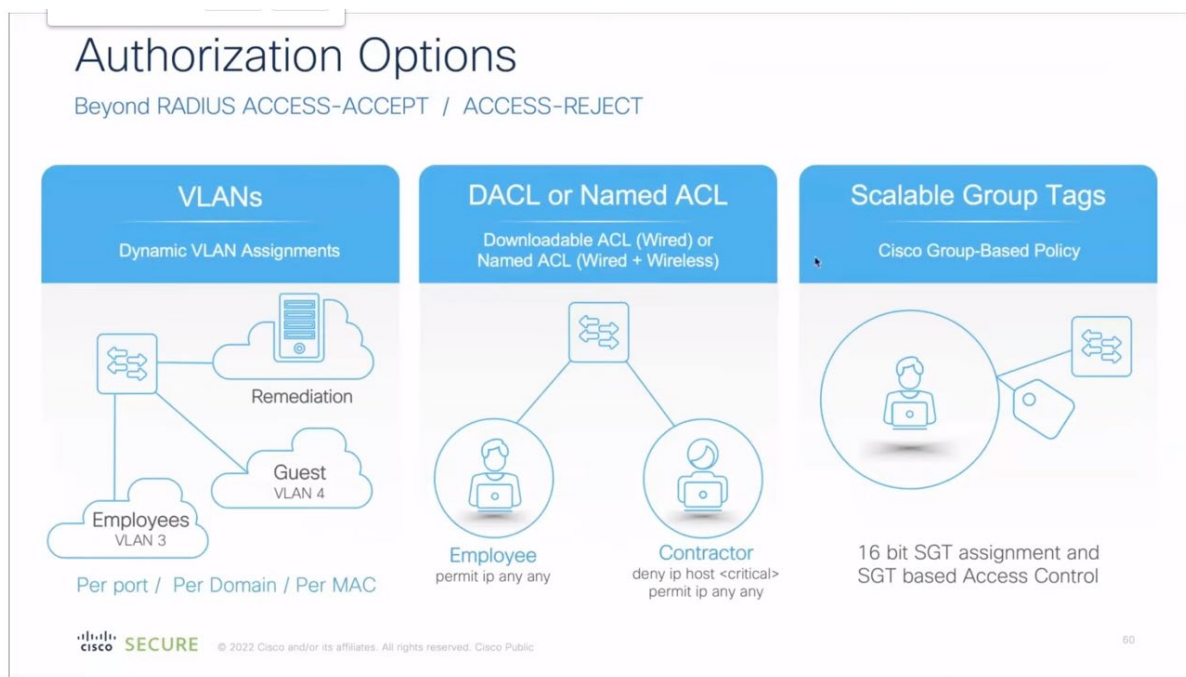 Authorization Options
Beyond RADIUS ACCESS-ACCEPT / ACCESS-REJECT
VLANs
Dynamic VLAN Assignments
Remediation
Guest
VLAN 4
Employees
VLAN 3
Per port / Per Domain / Per MAC
DACL or Named ACL
Downloadable ACL (Wired) or
Named ACL (Wired + Wireless)
Employee
permit ip any any
Contractor
deny ip host <critical>
permit ip any any
Scalable Group Tags
Cisco Group-Based Policy
16 bit SGT assignment and
SGT based Access Control
CISCO SECURE © 2022 Cisco and/or its affiliates. All rights reserved. Cisco Public
60